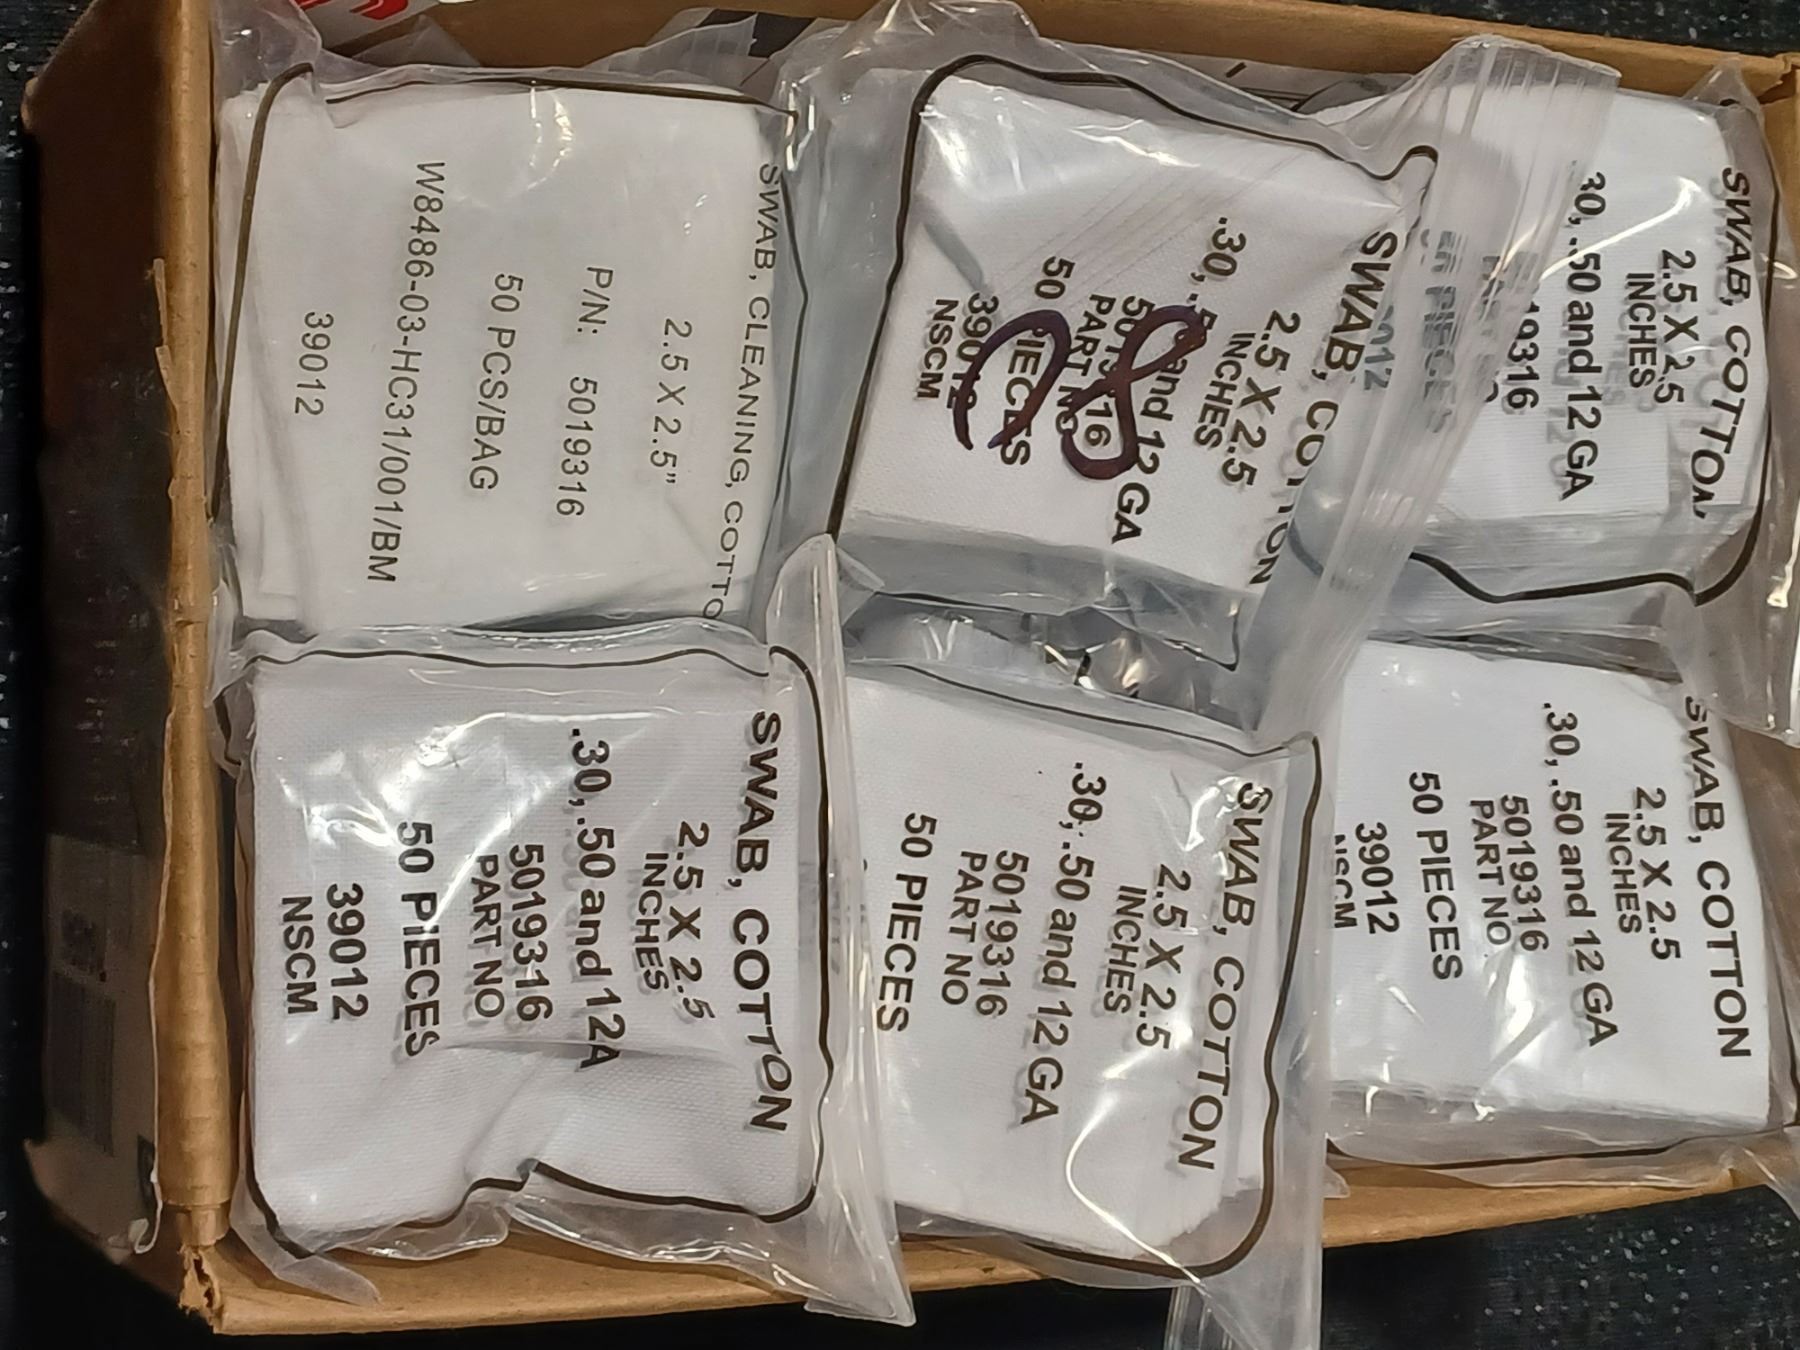 SWAB, CLEANING, COTTO
2.5 X 2.5"
P/N: 5019316
50 PCS/BAG
W8486-03-HC31/001/BM
39012
SWAB, COTTON
2.5 X 2.5
INCHES
.30, .5 and 12 GA
PART NO
50 PIECES
NSCM
SWAB, COTTON,
2.5 X 2.5
INCHES
30, .50 and 12 GA
SWAB, COTTON
2.5 X 2.5
INCHES
.30, .50 and 12A
5019316
PART NO
50 PIECES
39012
NSCM
SWAB, COTTON
2.5 X 2.5
INCHES
.30, .50 and 12 GA
5019316
PART NO
50 PIECES
SWAB, COTTON
2.5 X 2.5
INCHES
.30, .50 and 12 GA
5019316
PART NO
50 PIECES
39012
NSCM